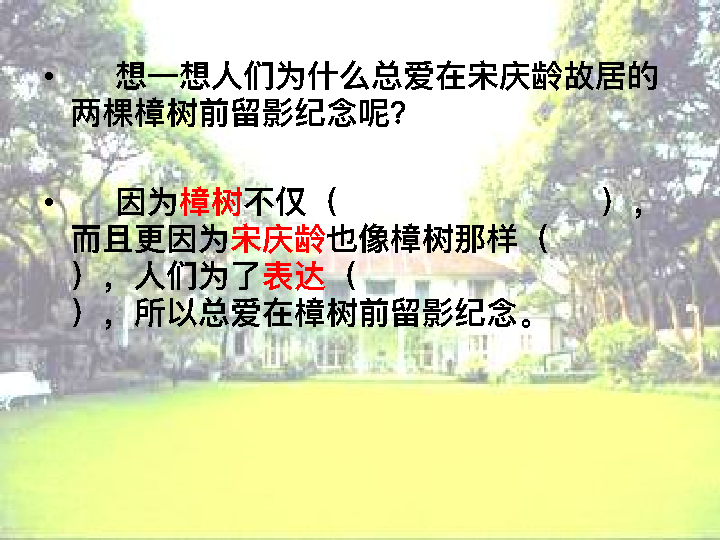 • 想一想人们为什么总爱在宋庆龄故居的
两棵樟树前留影纪念呢?
• 因为樟树不仅（ ），
而且更因为宋庆龄也像樟树那样（
），人们为了表达（
），所以总爱在樟树前留影纪念。